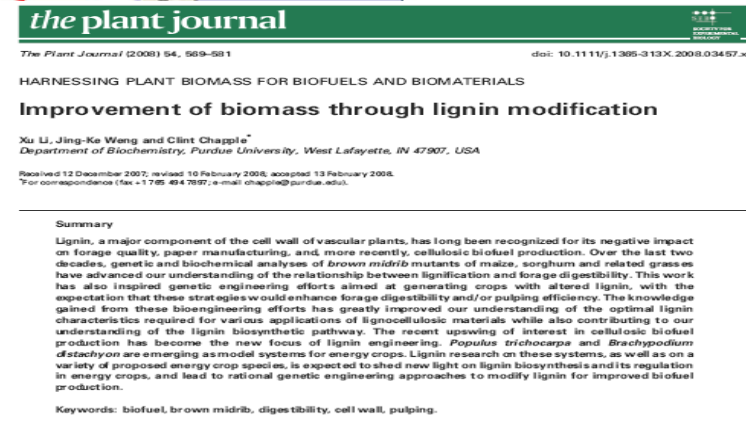 the plant journal
SOCIETY FOR
EXPERIMENTAL
BIOLOGY
The Plant Journal (2008) 54, 569–581
doi: 10.1111/j.1365-313X.2008.03457.x
HARNESSING PLANT BIOMASS FOR BIOFUELS AND BIOMATERIALS
Improvement of biomass through lignin modification
Xu Li, Jing-Ke Weng and Clint Chapple*
Department of Biochemistry, Purdue University, West Lafayette, IN 47907, USA
Received 12 December 2007; revised 10 February 2008; accepted 13 February 2008.
*For correspondence (fax +1 765 494 7897; e-mail chapple@purdue.edu).
Summary
Lignin, a major component of the cell wall of vascular plants, has long been recognized for its negative impact
on forage quality, paper manufacturing, and, more recently, cellulosic biofuel production. Over the last two
decades, genetic and biochemical analyses of brown midrib mutants of maize, sorghum and related grasses
have advanced our understanding of the relationship between lignification and forage digestibility. This work
has also inspired genetic engineering efforts aimed at generating crops with altered lignin, with the
expectation that these strategies would enhance forage digestibility and/or pulping efficiency. The knowledge
gained from these bioengineering efforts has greatly improved our understanding of the optimal lignin
characteristics required for various applications of lignocellulosic materials while also contributing to our
understanding of the lignin biosynthetic pathway. The recent upswing of interest in cellulosic biofuel
production has become the new focus of lignin engineering. Populus trichocarpa and Brachypodium
distachyon are emerging as model systems for energy crops. Lignin research on these systems, as well as on a
variety of proposed energy crop species, is expected to shed new light on lignin biosynthesis and its regulation
in energy crops, and lead to rational genetic engineering approaches to modify lignin for improved biofuel
production.
Keywords: biofuel, brown midrib, digestibility, cell wall, pulping.